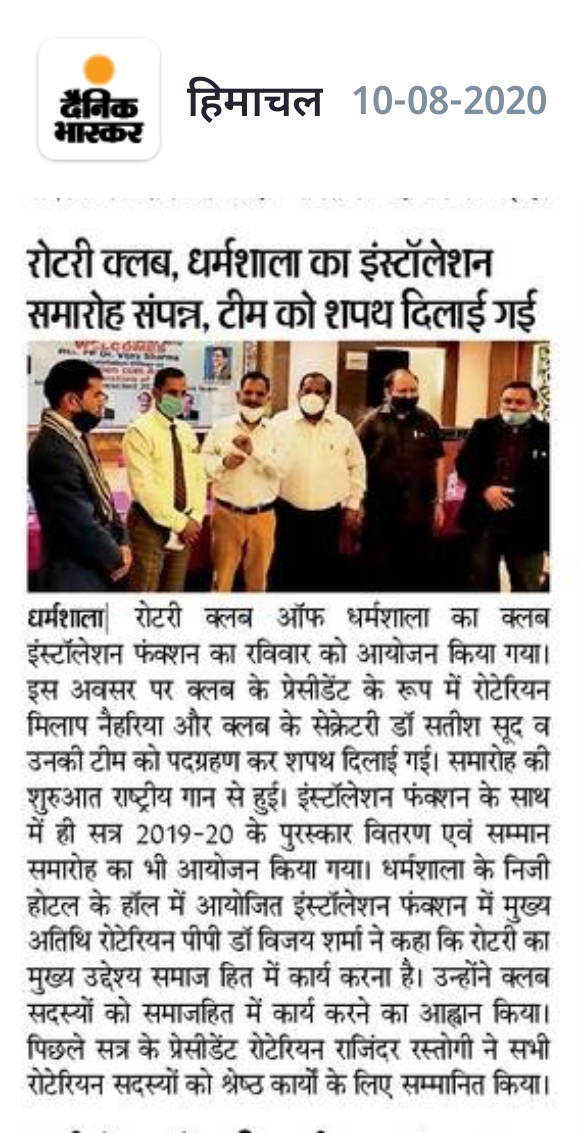 दैनिक
भास्कर
हिमाचल 10-08-2020
रोटरी क्लब, धर्मशाला का इंस्टॉलेशन
समारोह संपन्न, टीम को शपथ दिलाई गई
WELCOMES
Dr. Vijay Sharma
धर्मशाला| रोटरी क्लब ऑफ धर्मशाला का क्लब
इंस्टॉलेशन फंक्शन का रविवार को आयोजन किया गया।
इस अवसर पर क्लब के प्रेसीडेंट के रूप में रोटेरियन
मिलाप नैहरिया और क्लब के सेक्रेटरी डॉ सतीश सूद व
उनकी टीम को पदग्रहण कर शपथ दिलाई गई। समारोह की
शुरुआत राष्ट्रीय गान से हुई। इंस्टॉलेशन फंक्शन के साथ
में ही सत्र 2019-20 के पुरस्कार वितरण एवं सम्मान
समारोह का भी आयोजन किया गया। धर्मशाला के निजी
होटल के हॉल में आयोजित इंस्टॉलेशन फंक्शन में मुख्य
अतिथि रोटेरियन पीपी डॉ विजय शर्मा ने कहा कि रोटरी का
मुख्य उद्देश्य समाज हित में कार्य करना है। उन्होंने क्लब
सदस्यों को समाजहित में कार्य करने का आह्वान किया।
पिछले सत्र के प्रेसीडेंट रोटेरियन राजिंदर रस्तोगी ने सभी
रोटेरियन सदस्यों को श्रेष्ठ कार्यों के लिए सम्मानित किया।